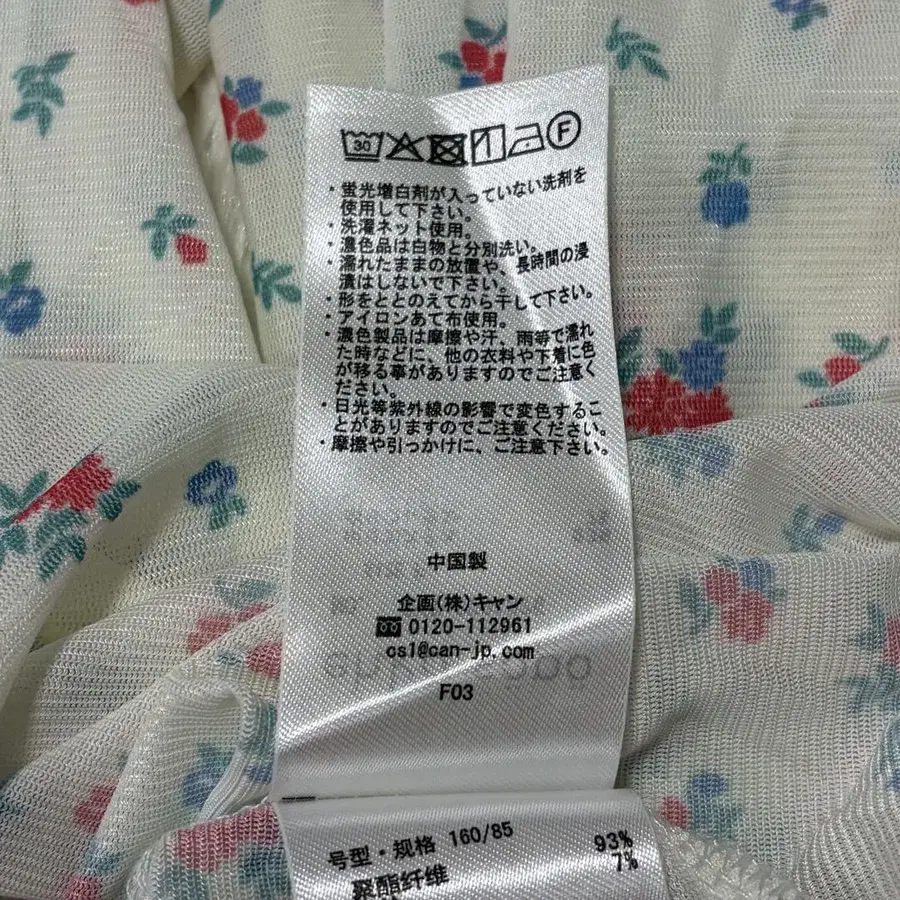 30 F
・蛍光増白剤が入っていない洗剤を
使用して下さい。
・洗濯ネット使用。
・濃色品は白物と分別洗い。
・濡れたままの放置や、長時間の浸
漬はしないで下さい。
・形をととのえてから干して下さい。
・アイロンあて布使用。
・濃色製品は摩擦や汗、雨等で濡れ
た時などに、他の衣料や下着に色
が移る事がありますのでご注意く
ださい。
・日光等紫外線の影響で変色するこ
とがありますのでご注意ください。
・摩擦や引っかけに、ご注意下さい。
中国製
企画(株)キャン
0120-112961
csl@can-jp.com
F03
号型・规格 160/85
93%
聚酯纤维 7%